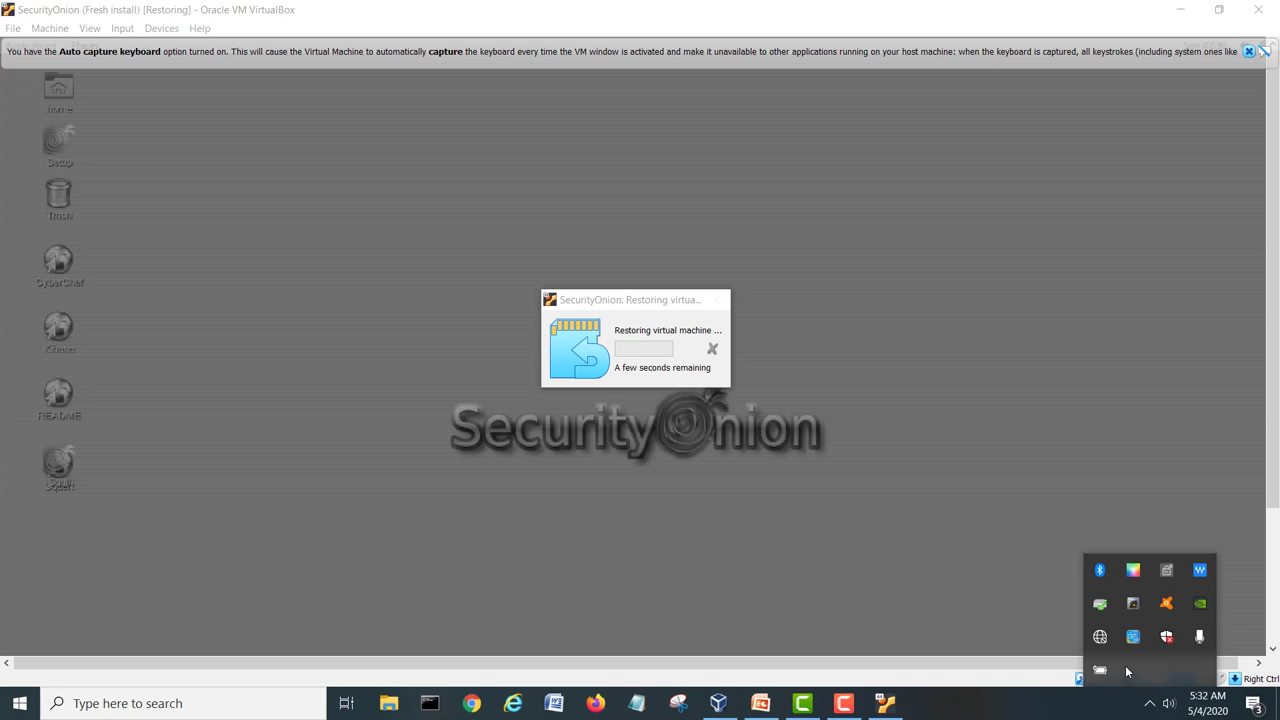 SecurityOnion (Fresh install) [Restoring] - Oracle VM VirtualBox
File Machine View Input Devices Help
You have the Auto capture keyboard option turned on. This will cause the Virtual Machine to automatically capture the keyboard every time the VM window is activated and make it unavailable to other applications running on your host machine: when the keyboard is captured, all keystrokes (including system ones like
home
Setup
Trash
CyberChef
Kibana
README
Squert
SecurityOnion: Restoring virtua...
Restoring virtual machine ...
A few seconds remaining
SecurityOnion
Right Ctrl
Type here to search
5:32 AM
5/4/2020
3